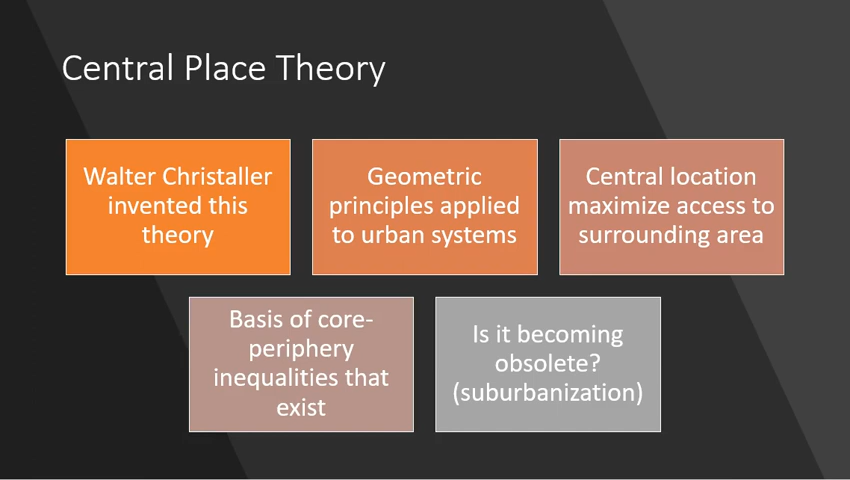 Central Place Theory
Walter Christaller
invented this
theory
Geometric
principles applied
to urban systems
Central location
maximize access to
surrounding area
Basis of core-
periphery
inequalities that
exist
Is it becoming
obsolete?
(suburbanization)